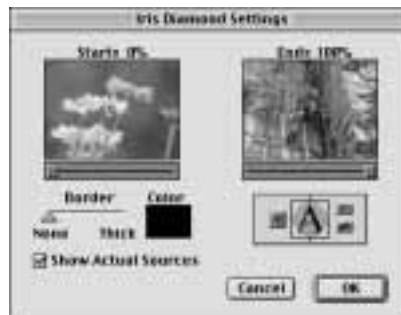 Iris Diamond Settings
Start: 0%
End: 100%
Border
Color
None
Thick
A
Show Actual Sources
Cancel
OK